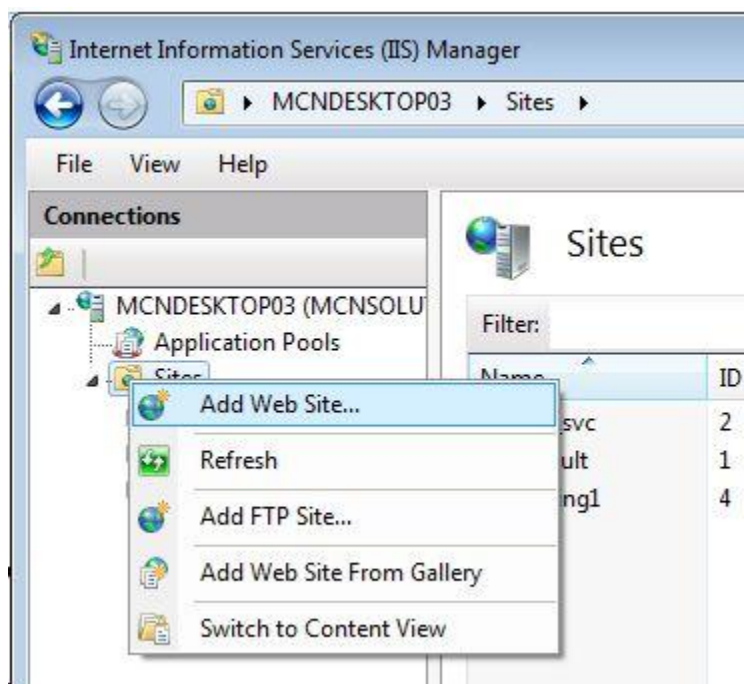 Internet Information Services (IIS) Manager
MCNDESKTOP03 Sites
File View Help
Connections
Sites
MCNDESKTOP03 (MCNSOLU
Filter:
Application Pools
Sites
Name ID
Add Web Site...
svc 2
ult 1
Refresh
ng1 4
Add FTP Site...
Add Web Site From Gallery
Switch to Content View